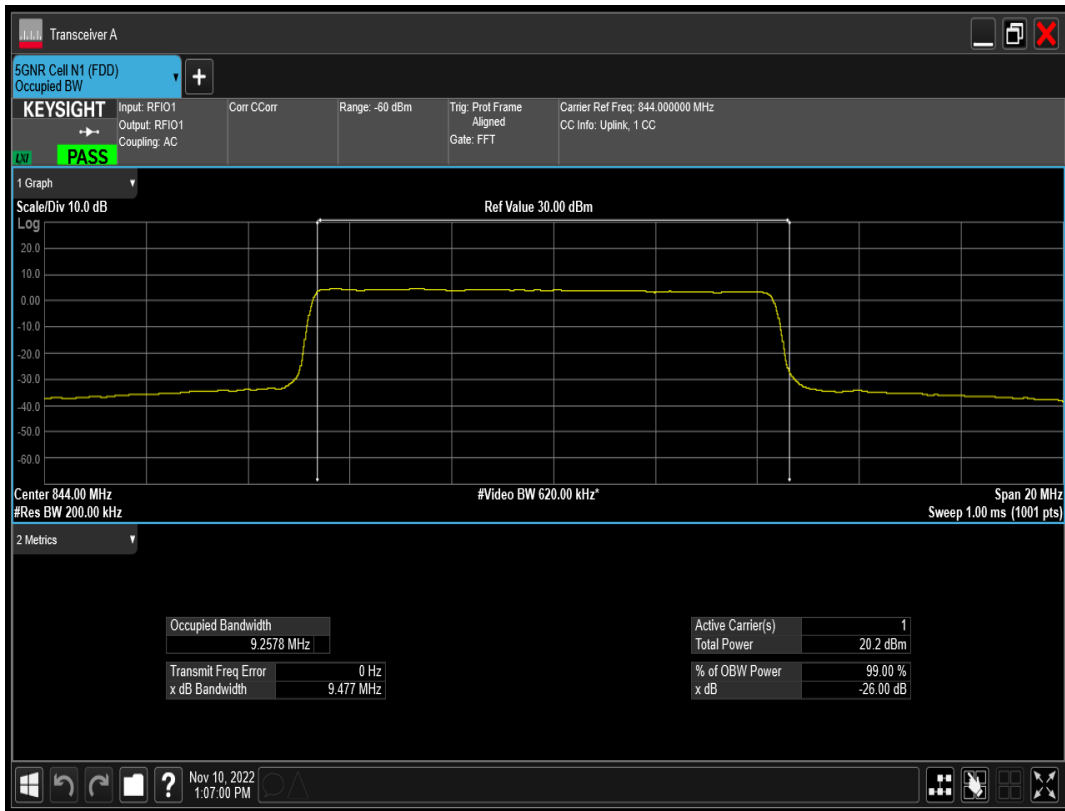 Transceiver A
5GNR Cell N1 (FDD)
Occupied BW
KEYSIGHT
LXI
PASS
Input: RFIO1
Output: RFIO1
Coupling: AC
Corr CCorr
Range: -60 dBm
Trig: Prot Frame
Aligned
Gate: FFT
Carrier Ref Freq: 844.000000 MHz
CC Info: Uplink, 1 CC
1 Graph
Scale/Div 10.0 dB
Ref Value 30.00 dBm
Log
20.0
10.0
0.00
-10.0
-20.0
-30.0
-40.0
-50.0
-60.0
Center 844.00 MHz
#Video BW 620.00 kHz*
Span 20 MHz
#Res BW 200.00 kHz
Sweep 1.00 ms (1001 pts)
2 Metrics
Occupied Bandwidth
9.2578 MHz
Transmit Freq Error 0 Hz
x dB Bandwidth 9.477 MHz
Active Carrier(s) 1
Total Power 20.2 dBm
% of OBW Power 99.00 %
x dB -26.00 dB
Nov 10, 2022
1:07:00 PM